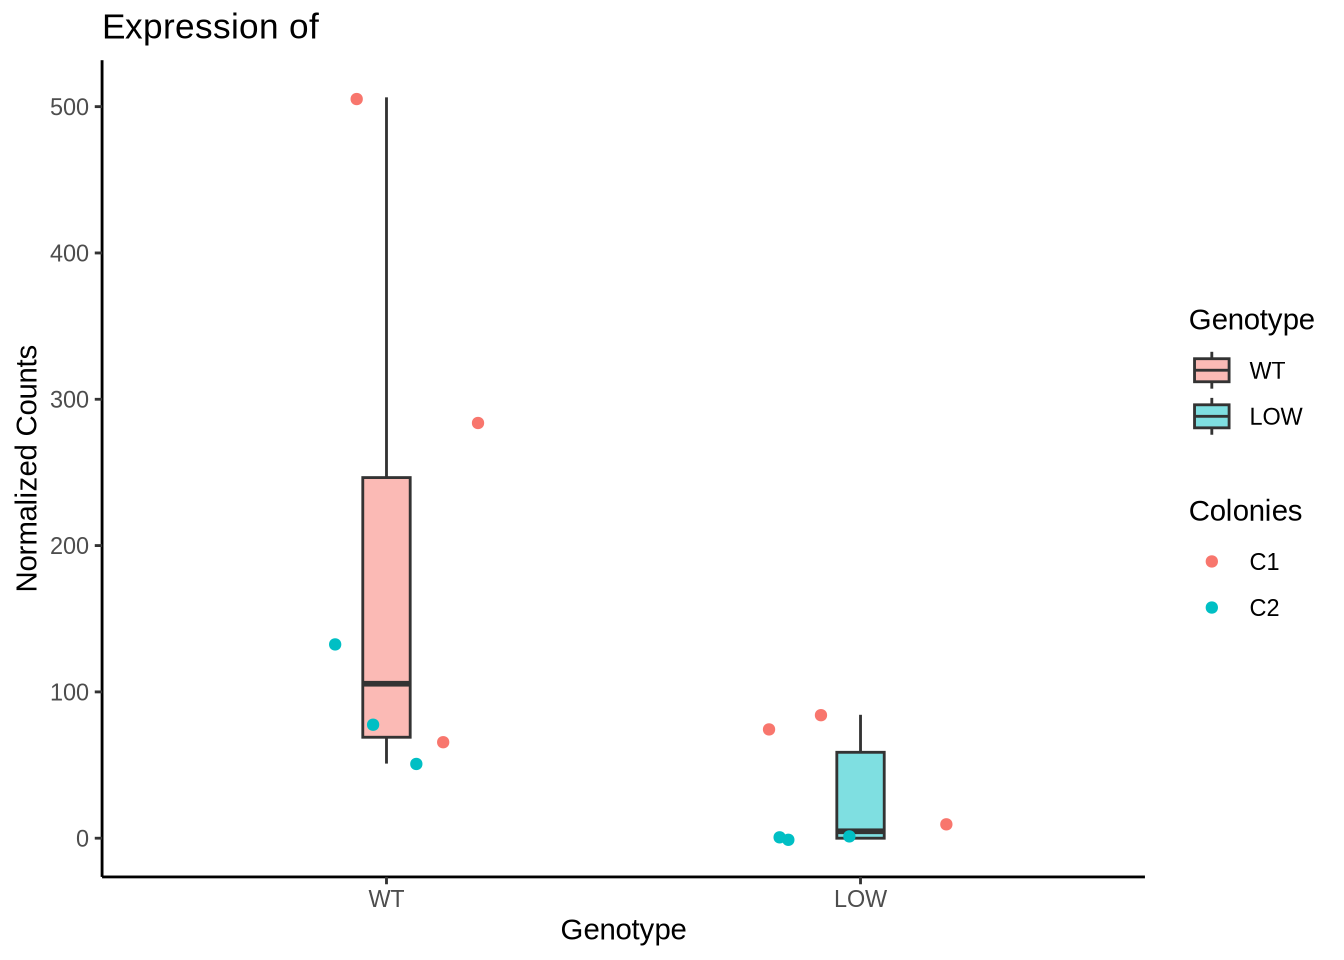 Expression of
500
400
300
200
100
0
Normalized Counts
WT
LOW
Genotype
Genotype
WT
LOW
Colonies
C1
C2